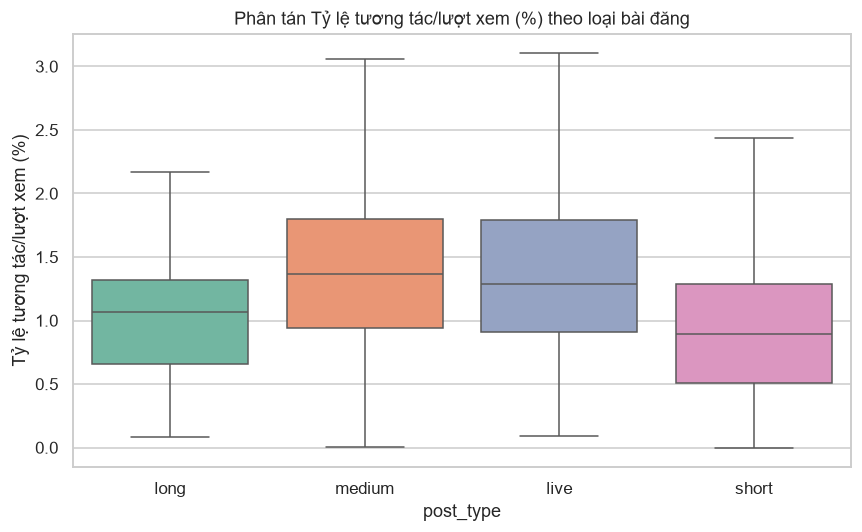 Phân tán Tỷ lệ tương tác/lượt xem (%) theo loại bài đăng
Tỷ lệ tương tác/lượt xem (%)
3.0
2.5
2.0
1.5
1.0
0.5
0.0
long medium live short
post_type